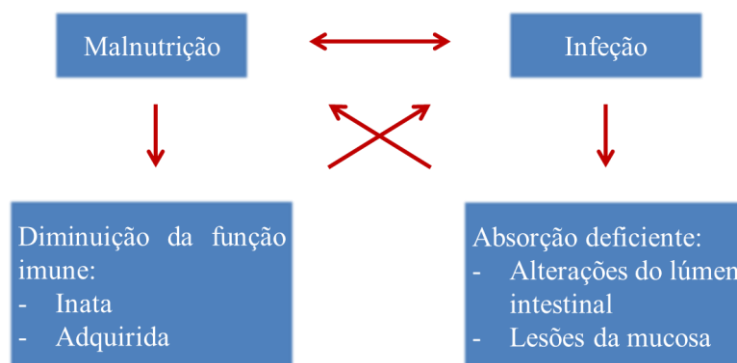 Malnutrição
Infeção
Diminuição da função
imune:
- Inata
- Adquirida
Absorção deficiente:
- Alterações do lúmen
intestinal
- Lesões da mucosa